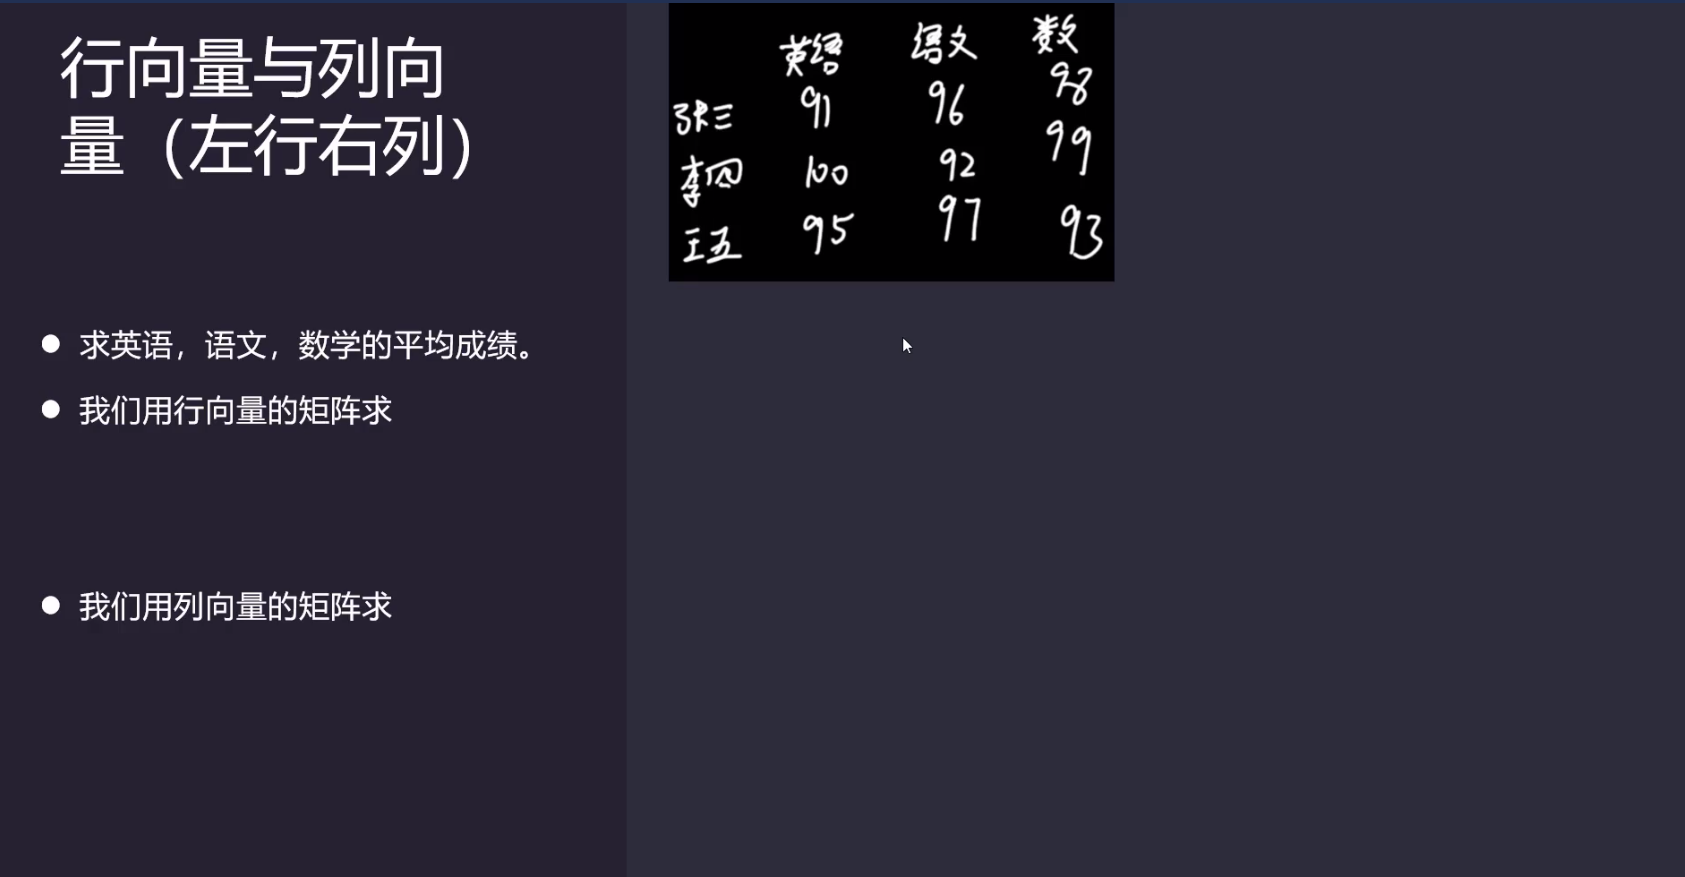 行向量与列向
量（左行右列）
英语 语文 数
张三 91 96 98
李四 100 92 99
王五 95 97 93
求英语，语文，数学的平均成绩。
我们用行向量的矩阵求
我们用列向量的矩阵求